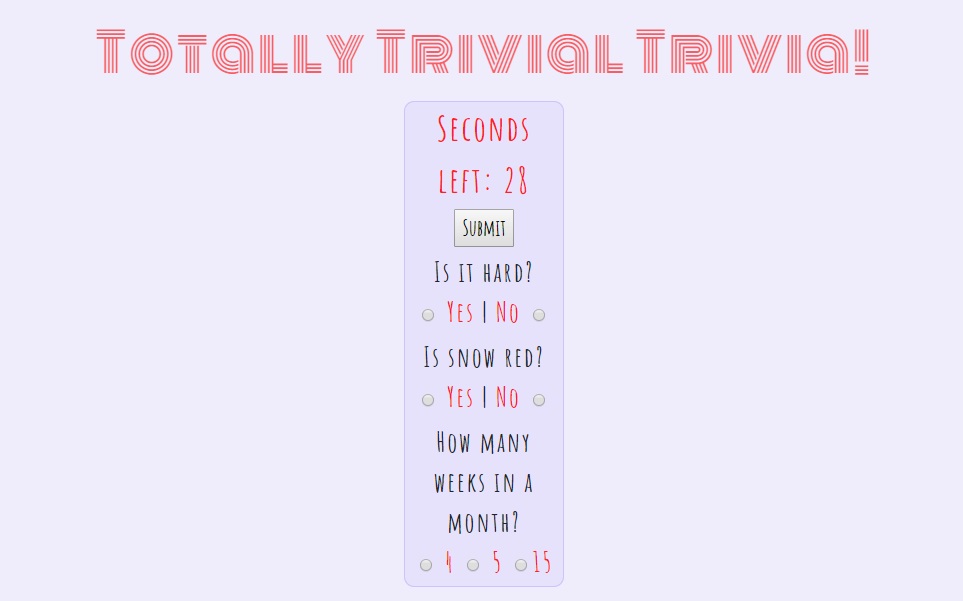 Totally Trivial Trivia!
Seconds
left: 28
Submit
Is it hard?
Yes | No
Is snow red?
Yes | No
How many
weeks in a
month?
4 5 15